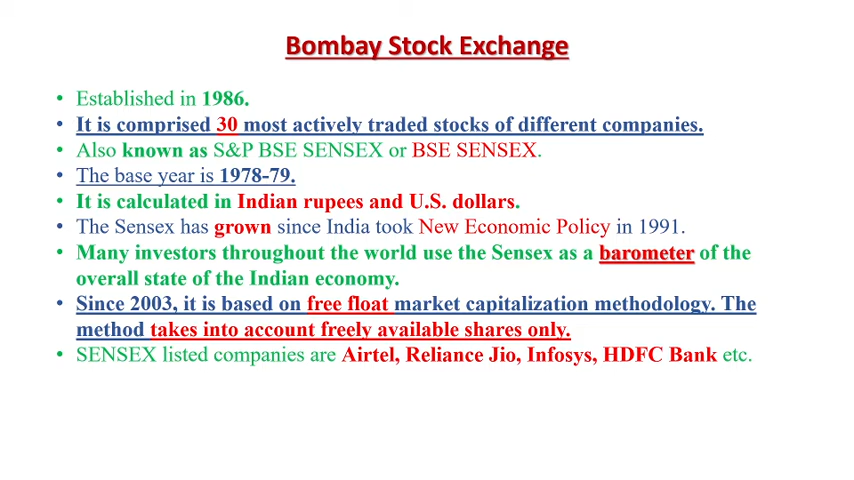 Bombay Stock Exchange
• Established in 1986.
• It is comprised 30 most actively traded stocks of different companies.
• Also known as S&P BSE SENSEX or BSE SENSEX.
• The base year is 1978-79.
• It is calculated in Indian rupees and U.S. dollars.
• The Sensex has grown since India took New Economic Policy in 1991.
• Many investors throughout the world use the Sensex as a barometer of the
overall state of the Indian economy.
• Since 2003, it is based on free float market capitalization methodology. The
method takes into account freely available shares only.
• SENSEX listed companies are Airtel, Reliance Jio, Infosys, HDFC Bank etc.